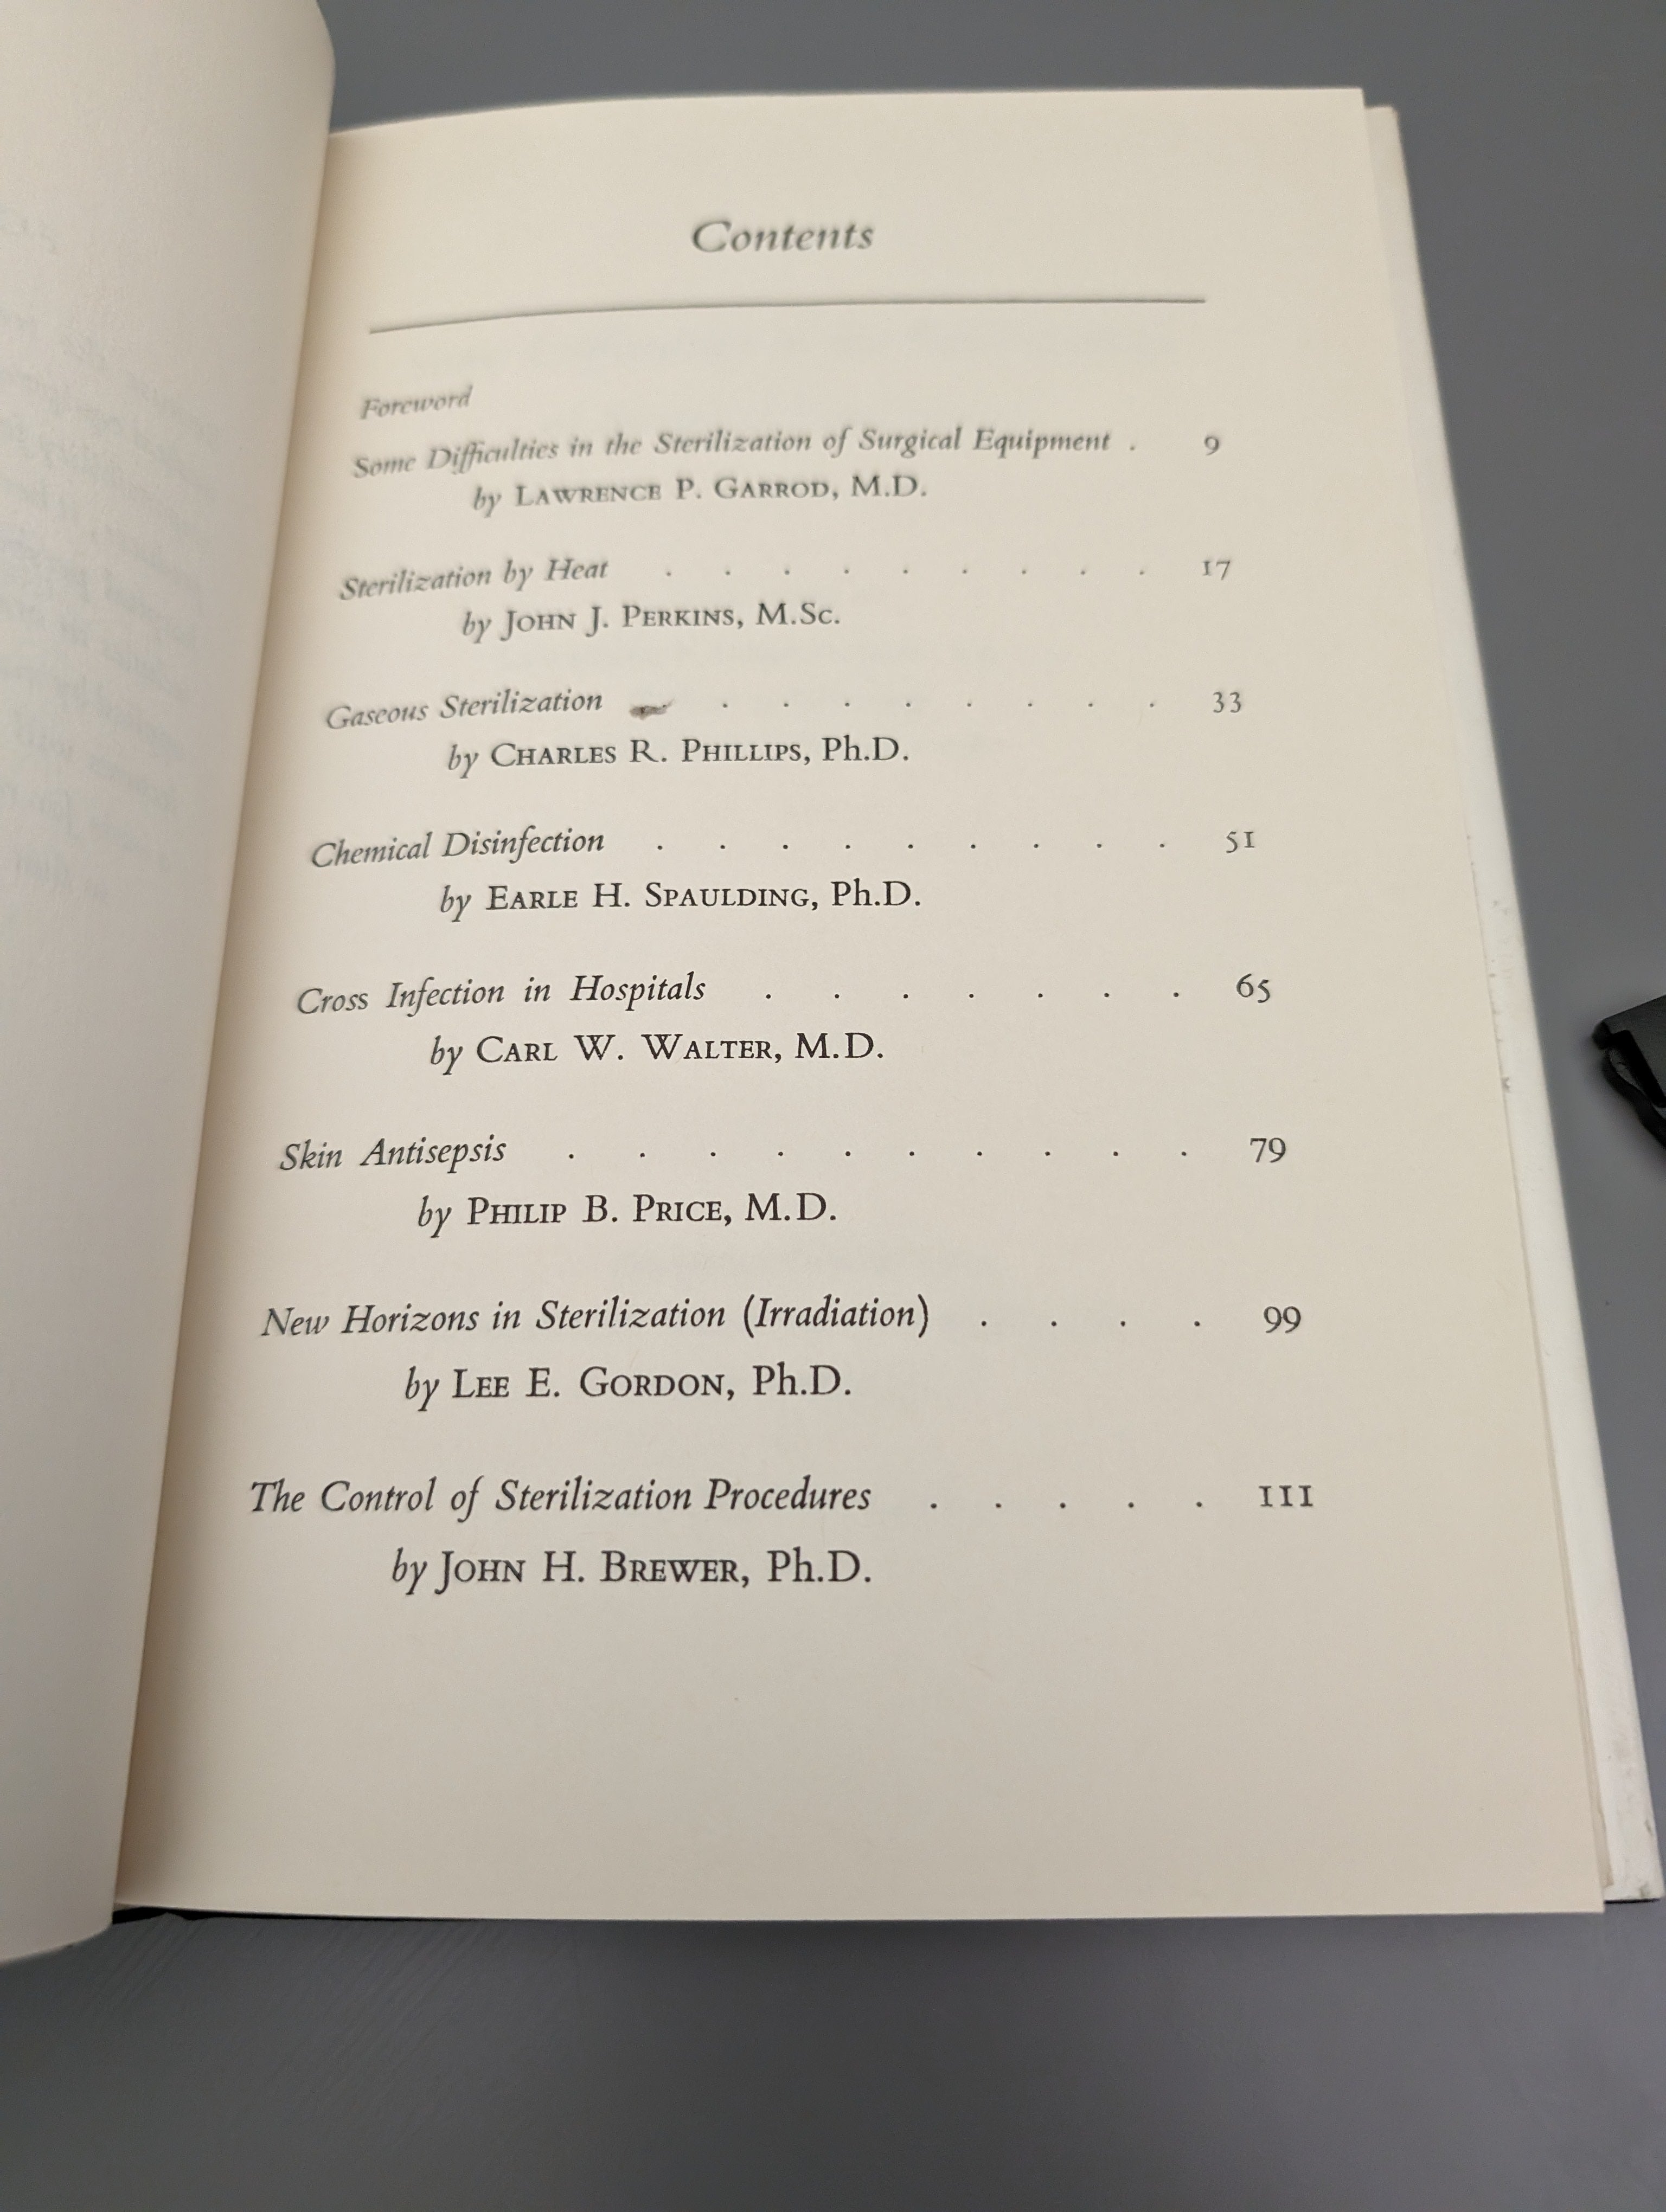 Contents
Foreword
Some Difficulties in the Sterilization of Surgical Equipment . 9
by LAWRENCE P. GARROD, M.D.
Sterilization by Heat . . . . . . . . . 17
by JOHN J. PERKINS, M.Sc.
Gaseous Sterilization . . . . . . . . 33
by CHARLES R. PHILLIPS, Ph.D.
Chemical Disinfection . . . . . . . . . 51
by EARLE H. SPAULDING, Ph.D.
Cross Infection in Hospitals . . . . . . . 65
by CARL W. WALTER, M.D.
Skin Antisepsis . . . . . . . . . . 79
by PHILIP B. PRICE, M.D.
New Horizons in Sterilization (Irradiation) . . . . 99
by LEE E. GORDON, Ph.D.
The Control of Sterilization Procedures . . . . . 111
by JOHN H. BREWER, Ph.D.